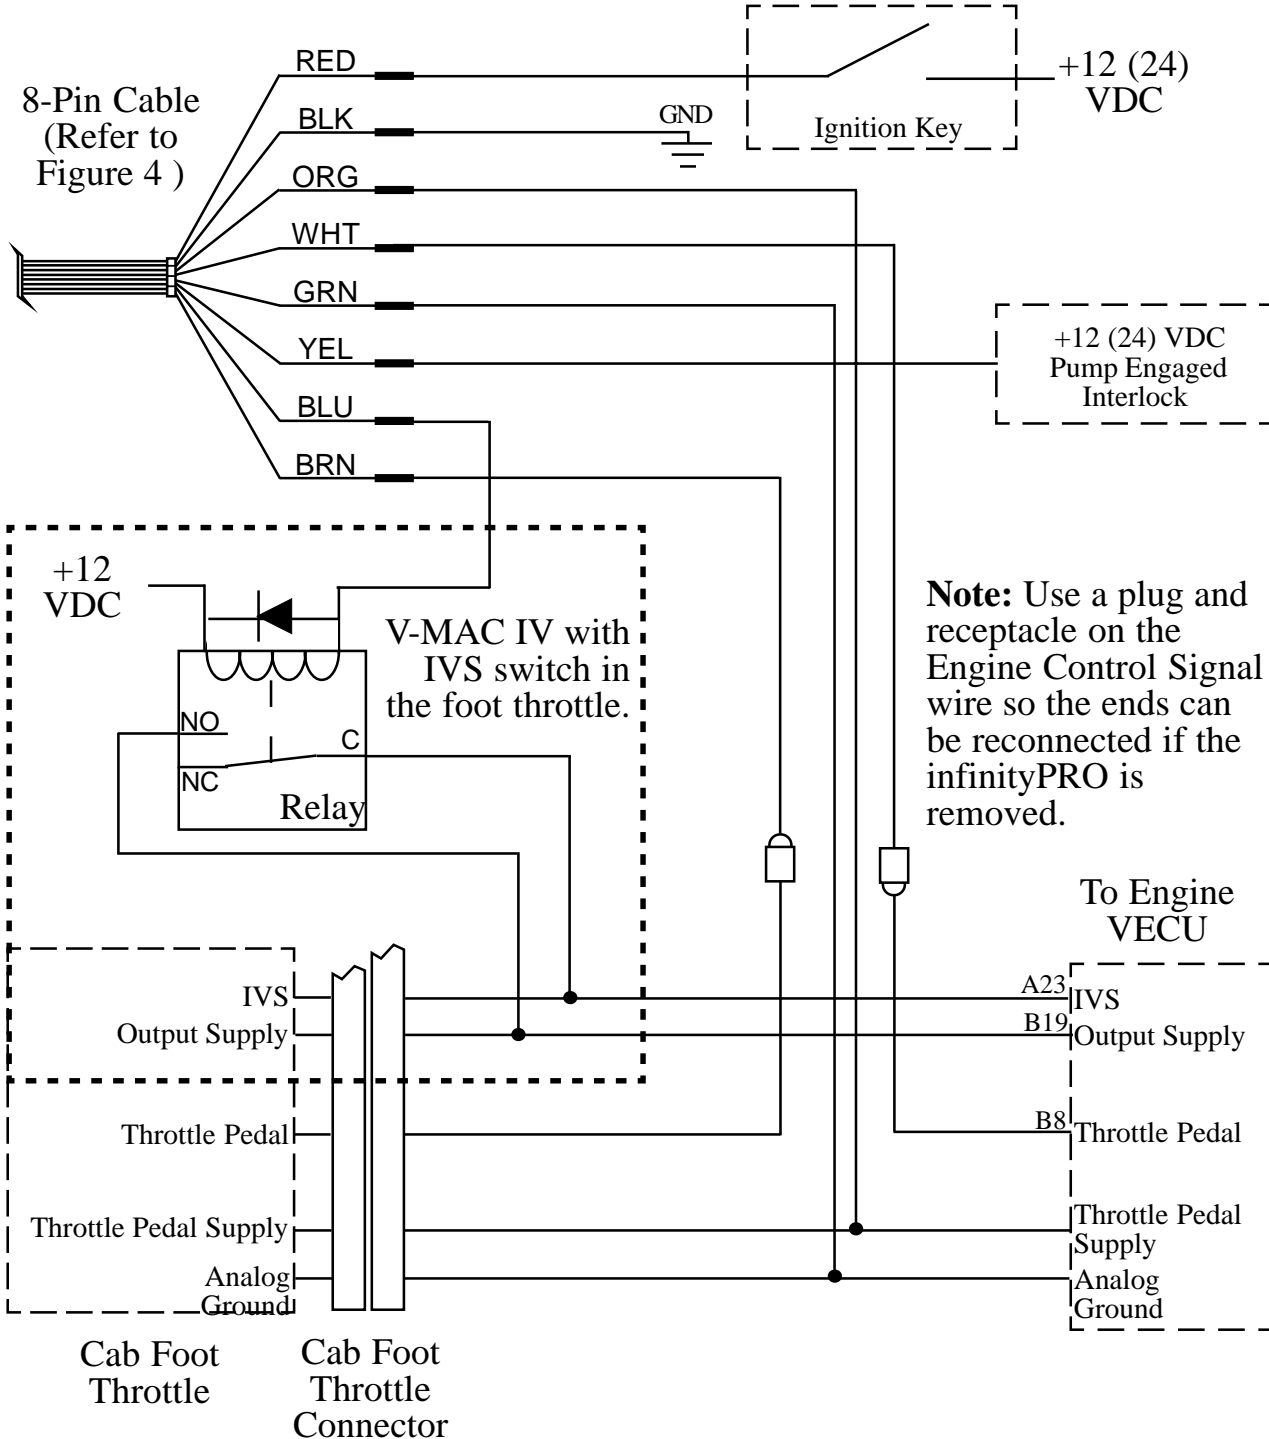 RED
8-Pin Cable
(Refer to
Figure 4 )
BLK
ORG
WHT
GRN
YEL
BLU
BRN
GND
Ignition Key
+12 (24)
VDC
+12 (24) VDC
Pump Engaged
Interlock
+12
VDC
V-MAC IV with
IVS switch in
the foot throttle.
NO
C
NC
Relay
Note: Use a plug and
receptacle on the
Engine Control Signal
wire so the ends can
be reconnected if the
infinityPRO is
removed.
To Engine
VECU
IVS
Output Supply
Throttle Pedal
Throttle Pedal Supply
Analog
Ground
A23
IVS
B19
Output Supply
B8
Throttle Pedal
Throttle Pedal
Supply
Analog
Ground
Cab Foot
Throttle
Cab Foot
Throttle
Connector